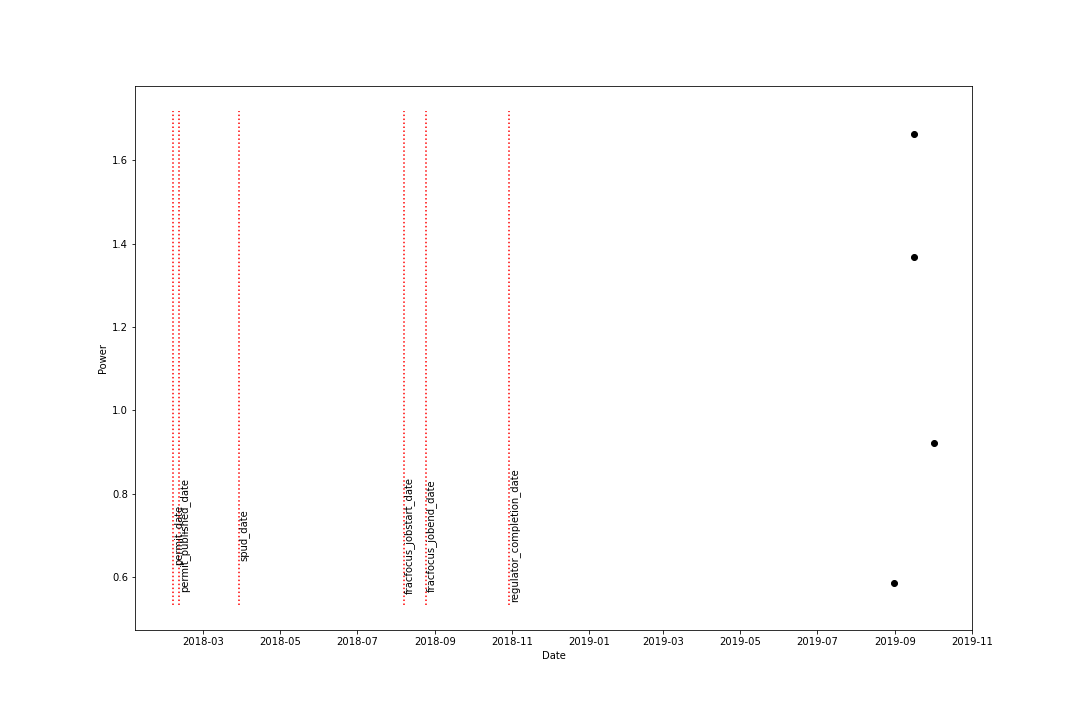 1.6
1.4
1.2
1.0
0.8
0.6
Power
permit_date
permit_published_date
spud_date
fracfocus_jobstart_date
fracfocus_jobend_date
regulator_completion_date
2018-03
2018-05
2018-07
2018-09
2018-11
2019-01
2019-03
2019-05
2019-07
2019-09
2019-11
Date